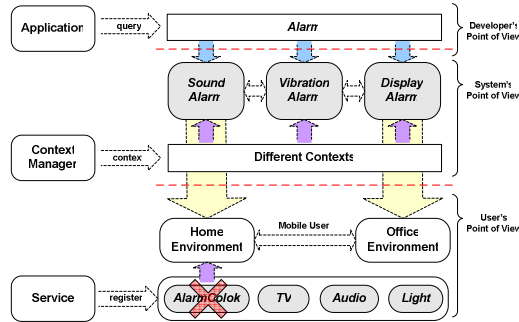 Application
query
Alarm
Developer's
Point of View
Sound
Alarm
Vibration
Alarm
Display
Alarm
System's
Point of View
Context
Manager
contex
Different Contexts
Home
Environment
Mobile User
Office
Environment
User's
Point of View
Service
register
AlarmColok
TV
Audio
Light